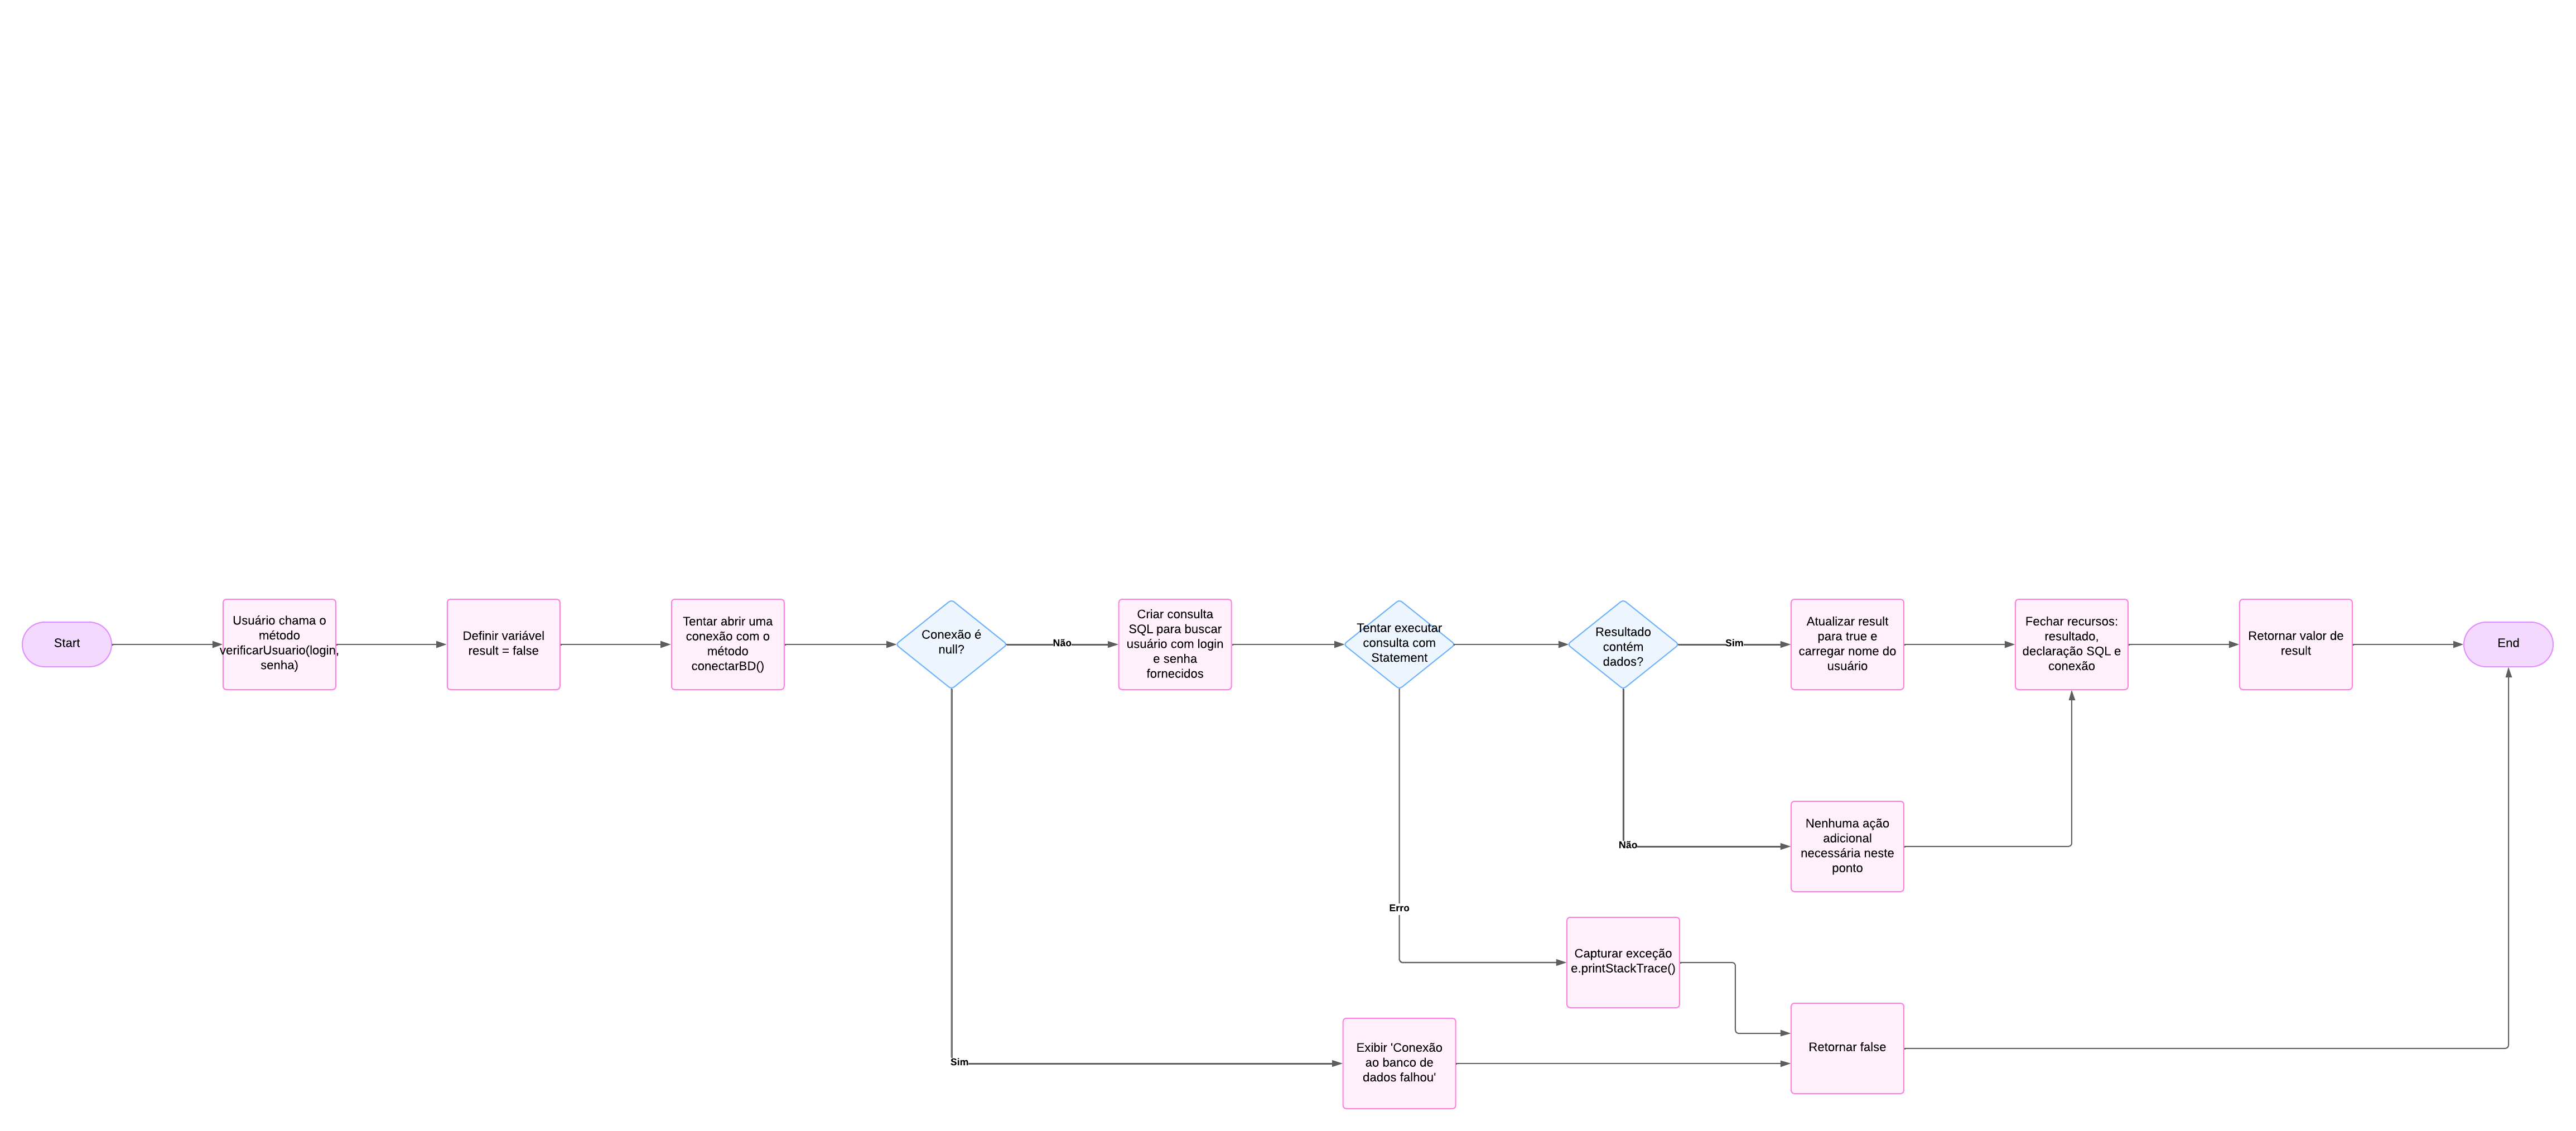 Start
Usuário chama o
método
verificarUsuario(login,
senha)
Definir variável
result = false
Tentar abrir uma
conexão com o
método
conectarBD()
Conexão é
null?
Não
Criar consulta
SQL para buscar
usuário com login
e senha
fornecidos
Tentar executar
consulta com
Statement
Resultado
contém
dados?
Sim
Atualizar result
para true e
carregar nome do
usuário
Fechar recursos:
resultado,
declaração SQL e
conexão
Retornar valor de
result
End
Não
Nenhuma ação
adicional
necessária neste
ponto
Erro
Capturar exceção
e.printStackTrace()
Sim
Exibir 'Conexão
ao banco de
dados falhou'
Retornar false